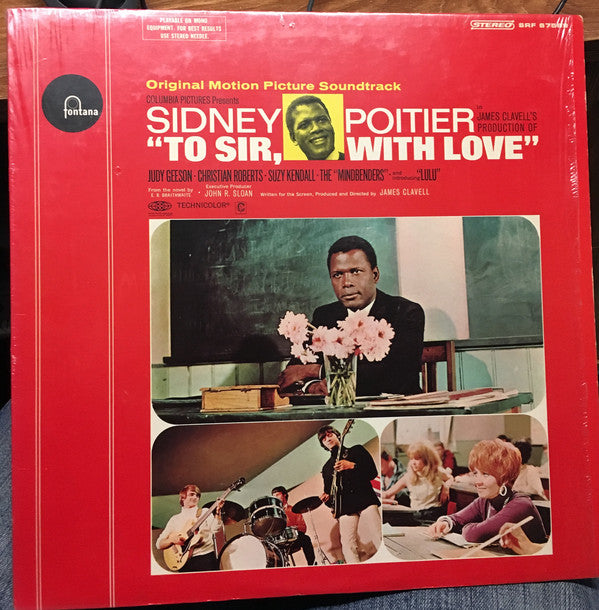 PLAYABLE ON MONO
EQUIPMENT. FOR BEST RESULTS
USE STEREO NEEDLE.
STEREO SRF
fontana
Original Motion Picture Soundtrack
COLUMBIA PICTURES Presents
SIDNEY POITIER
in
JAMES CLAVELL'S
PRODUCTION OF
"TO SIR, WITH LOVE"
JUDY GEESON · CHRISTIAN ROBERTS · SUZY KENDALL · THE "MINDBENDERS" · and introducing "LULU"
From the novel by
E. R. BRAITHWAITE
Executive Producer
JOHN R. SLOAN
Written for the Screen, Produced and Directed by JAMES CLAVELL
TECHNICOLOR®